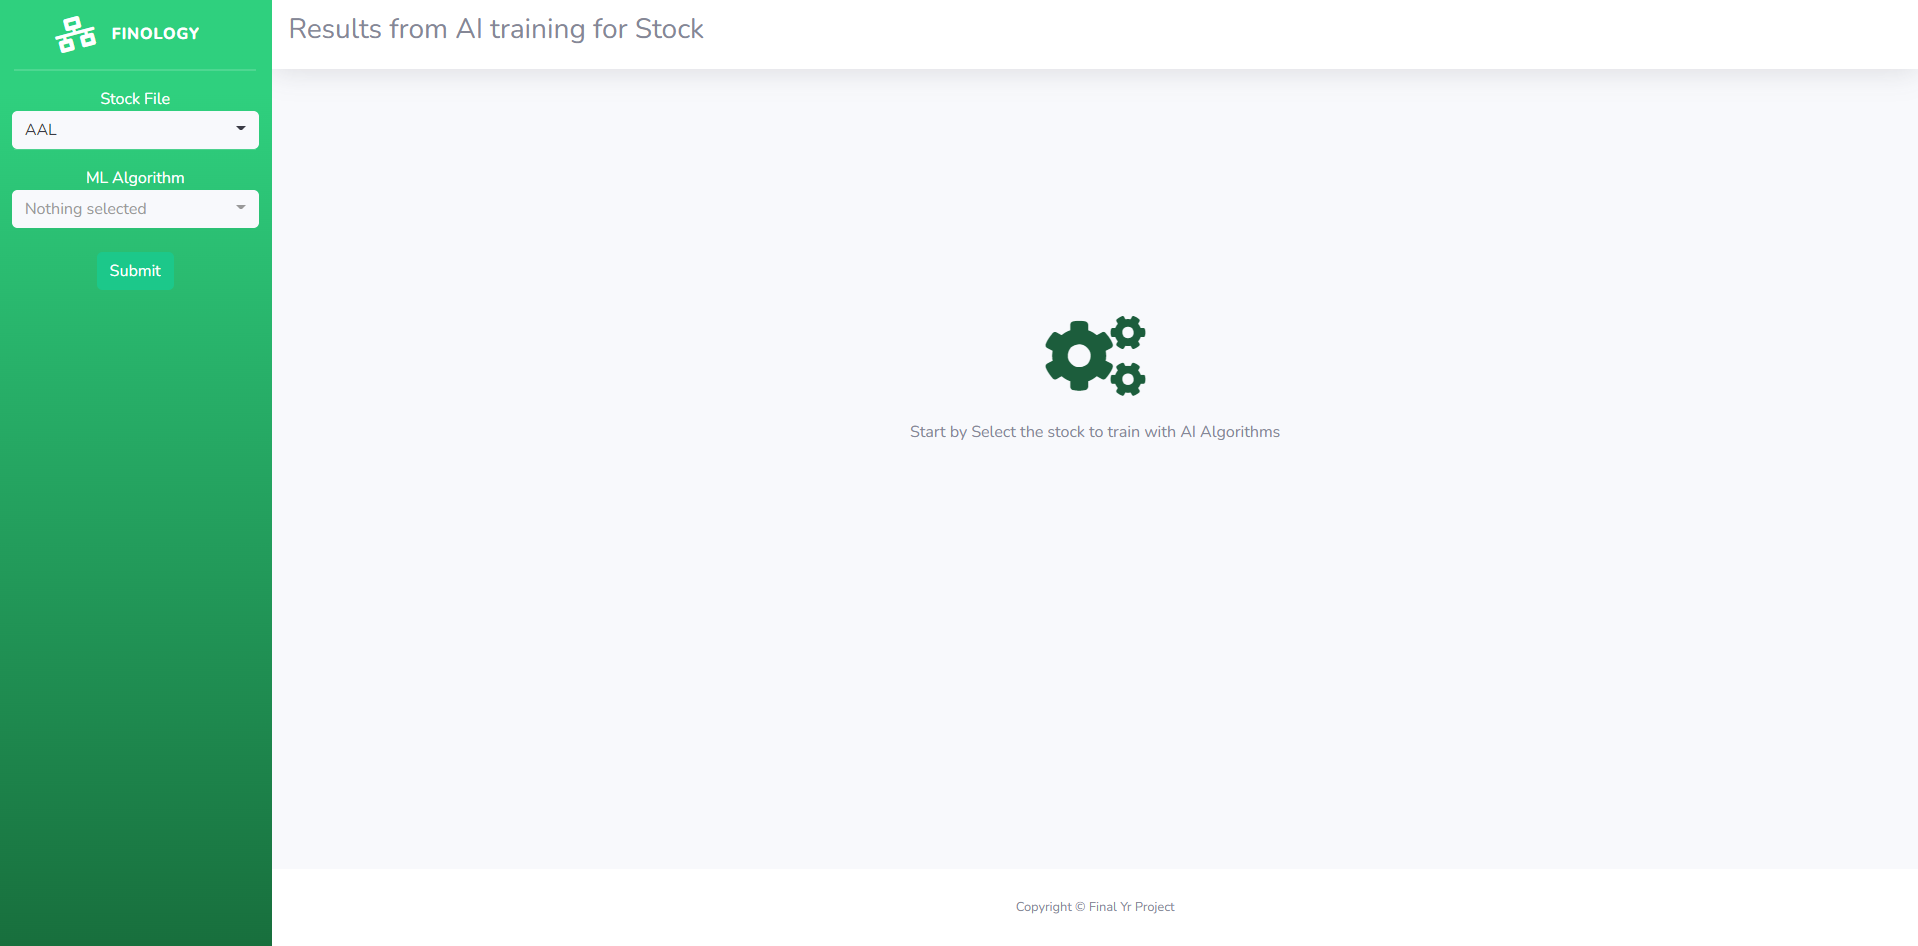 FINOLOGY
Stock File
AAL
ML Algorithm
Nothing selected
Submit
Results from AI training for Stock
Start by Select the stock to train with AI Algorithms
Copyright © Final Yr Project